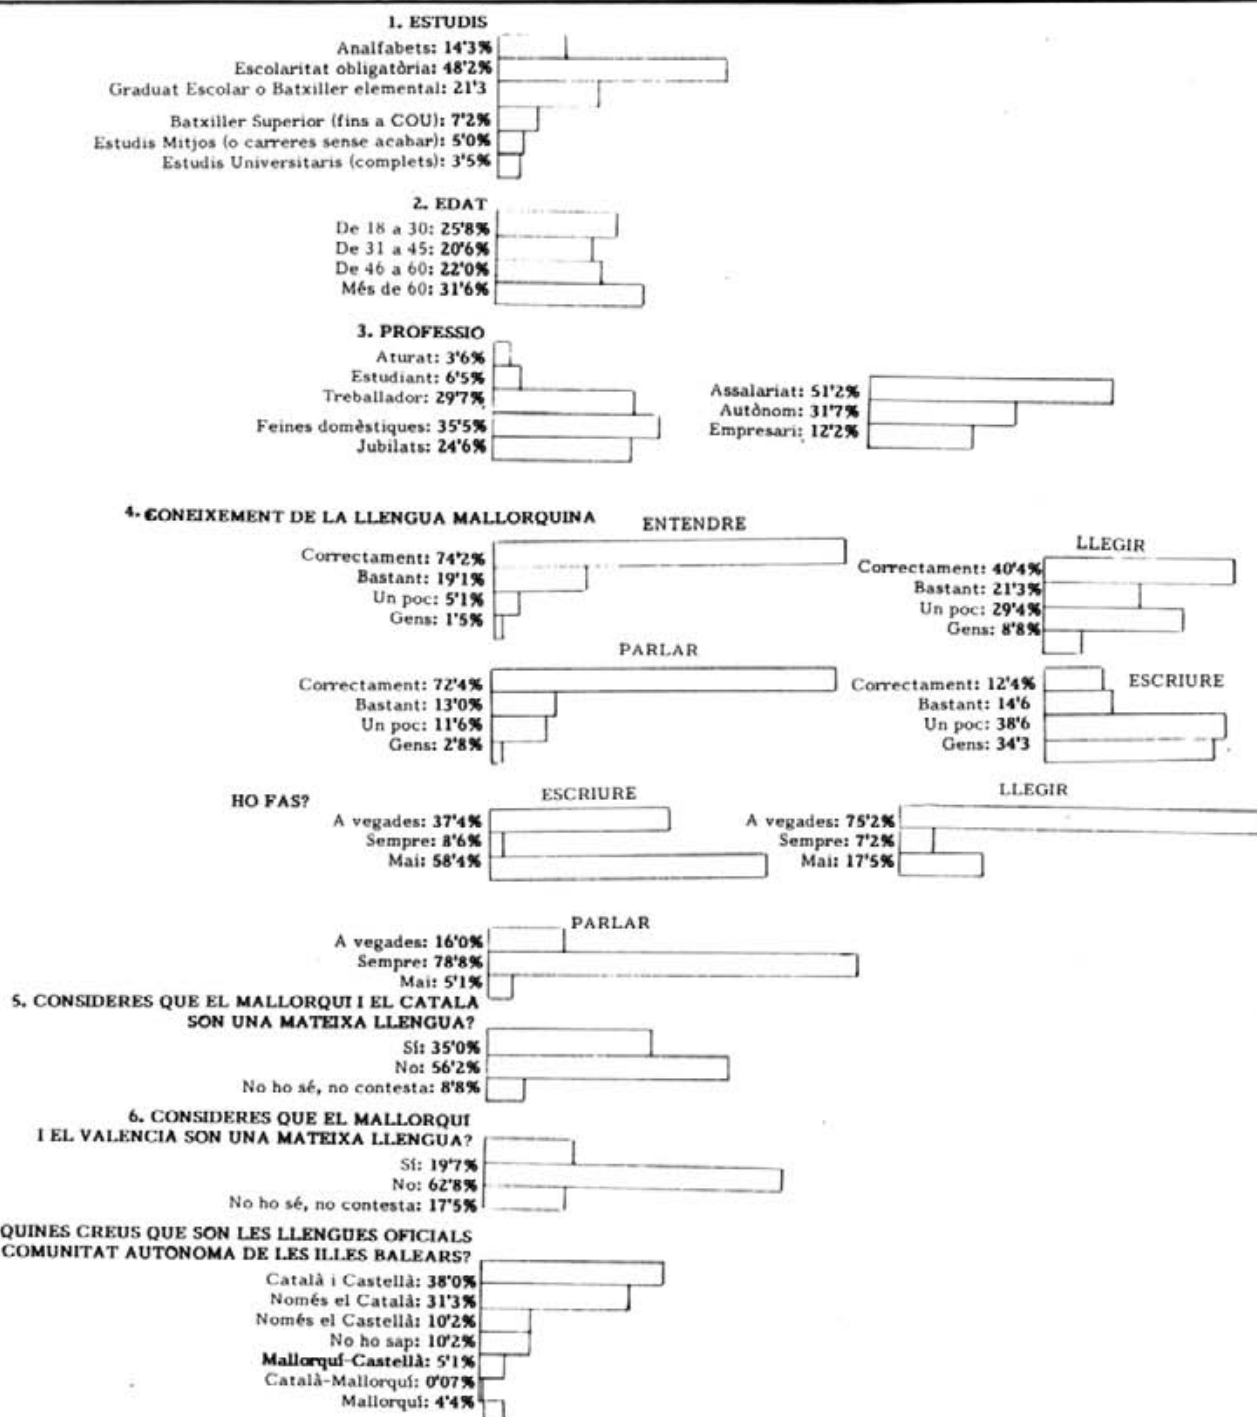 1. ESTUDIS
Analfabets: 14'3%
Escolaritat obligatòria: 48'2%
Graduat Escolar o Batxiller elemental: 21'3
Batxiller Superior (fins a COU): 7'2%
Estudis Mitjos (o carreres sense acabar): 5'0%
Estudis Universitaris (complets): 3'5%
2. EDAT
De 18 a 30: 25'8%
De 31 a 45: 20'6%
De 46 a 60: 22'0%
Més de 60: 31'6%
3. PROFESSIO
Aturat: 3'6%
Estudiant: 6'5%
Treballador: 29'7%
Feines domèstiques: 35'5%
Jubilats: 24'6%
Assalariat: 51'2%
Autònom: 31'7%
Empresari: 12'2%
4. CONEIXEMENT DE LA LLENGUA MALLORQUINA
ENTENDRE
Correctament: 74'2%
Bastant: 19'1%
Un poc: 5'1%
Gens: 1'5%
LLEGIR
Correctament: 40'4%
Bastant: 21'3%
Un poc: 29'4%
Gens: 8'8%
PARLAR
Correctament: 72'4%
Bastant: 13'0%
Un poc: 11'6%
Gens: 2'8%
ESCRIURE
Correctament: 12'4%
Bastant: 14'6
Un poc: 38'6
Gens: 34'3
HO FAS?
ESCRIURE
A vegades: 37'4%
Sempre: 8'6%
Mai: 58'4%
LLEGIR
A vegades: 75'2%
Sempre: 7'2%
Mai: 17'5%
PARLAR
A vegades: 16'0%
Sempre: 78'8%
Mai: 5'1%
5. CONSIDERES QUE EL MALLORQUI I EL CATALA
SON UNA MATEIXA LLENGUA?
Sí: 35'0%
No: 56'2%
No ho sé, no contesta: 8'8%
6. CONSIDERES QUE EL MALLORQUI
I EL VALENCIA SON UNA MATEIXA LLENGUA?
Sí: 19'7%
No: 62'8%
No ho sé, no contesta: 17'5%
QUINES CREUS QUE SON LES LLENGÜES OFICIALS
COMUNITAT AUTONOMA DE LES ILLES BALEARS?
Català i Castellà: 38'0%
Només el Català: 31'3%
Només el Castellà: 10'2%
No ho sap: 10'2%
Mallorquí-Castellà: 5'1%
Català-Mallorquí: 0'07%
Mallorquí: 4'4%